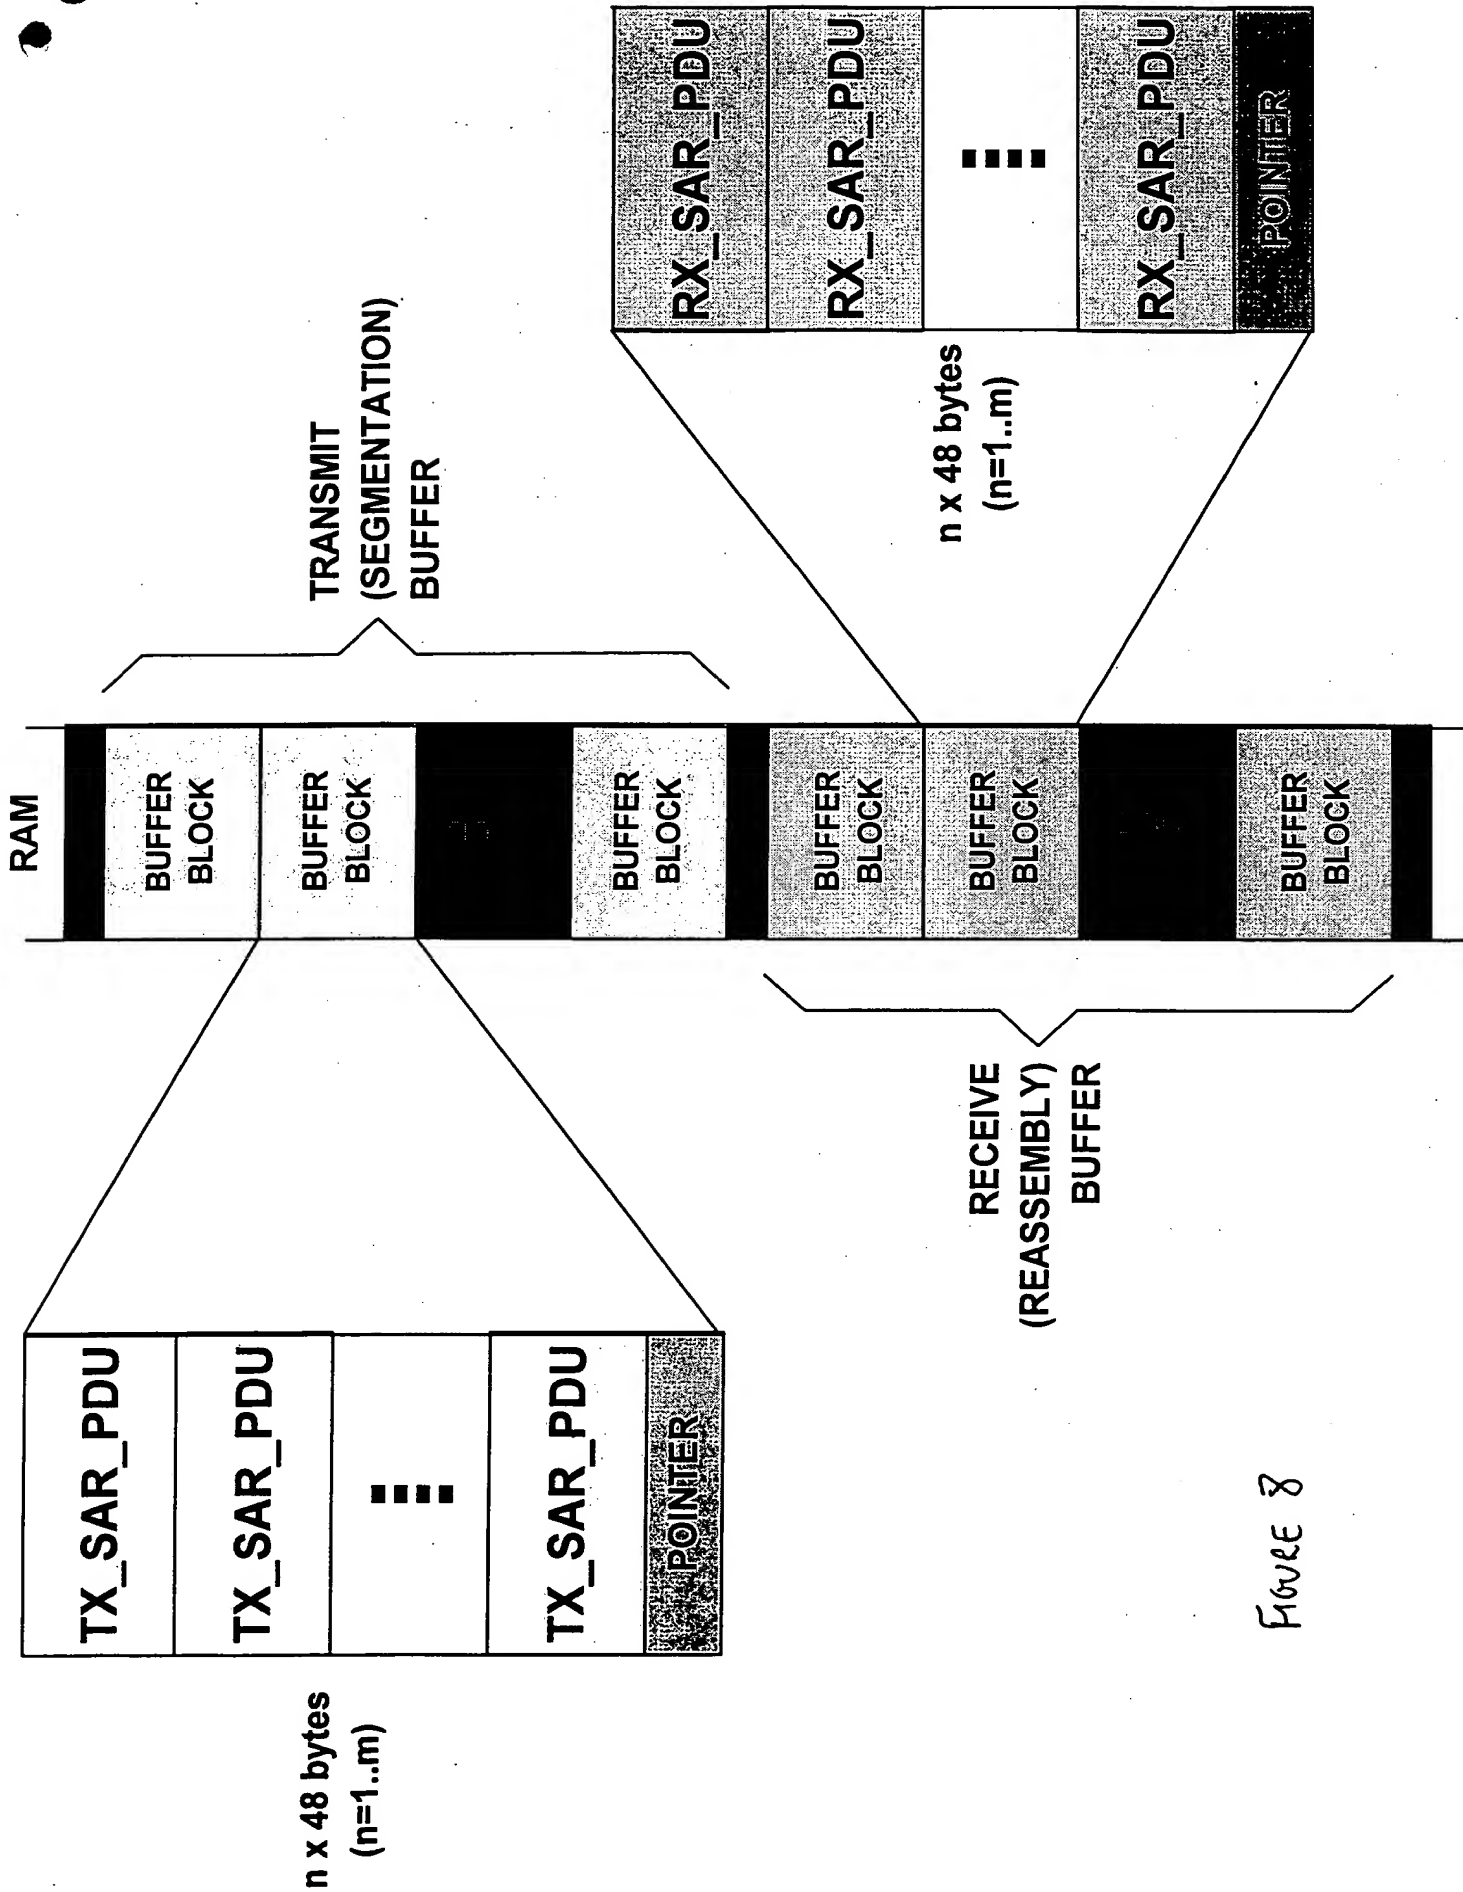 RAM
BUFFER
BLOCK
BUFFER
BLOCK
BUFFER
BLOCK
BUFFER
BLOCK
BUFFER
BLOCK
BUFFER
BLOCK
TRANSMIT
(SEGMENTATION)
BUFFER
RECEIVE
(REASSEMBLY)
BUFFER
n x 48 bytes
(n=1..m)
TX_SAR_PDU
TX_SAR_PDU
TX_SAR_PDU
POINTER
n x 48 bytes
(n=1..m)
RX_SAR_PDU
RX_SAR_PDU
RX_SAR_PDU
POINTER
FIGURE 8